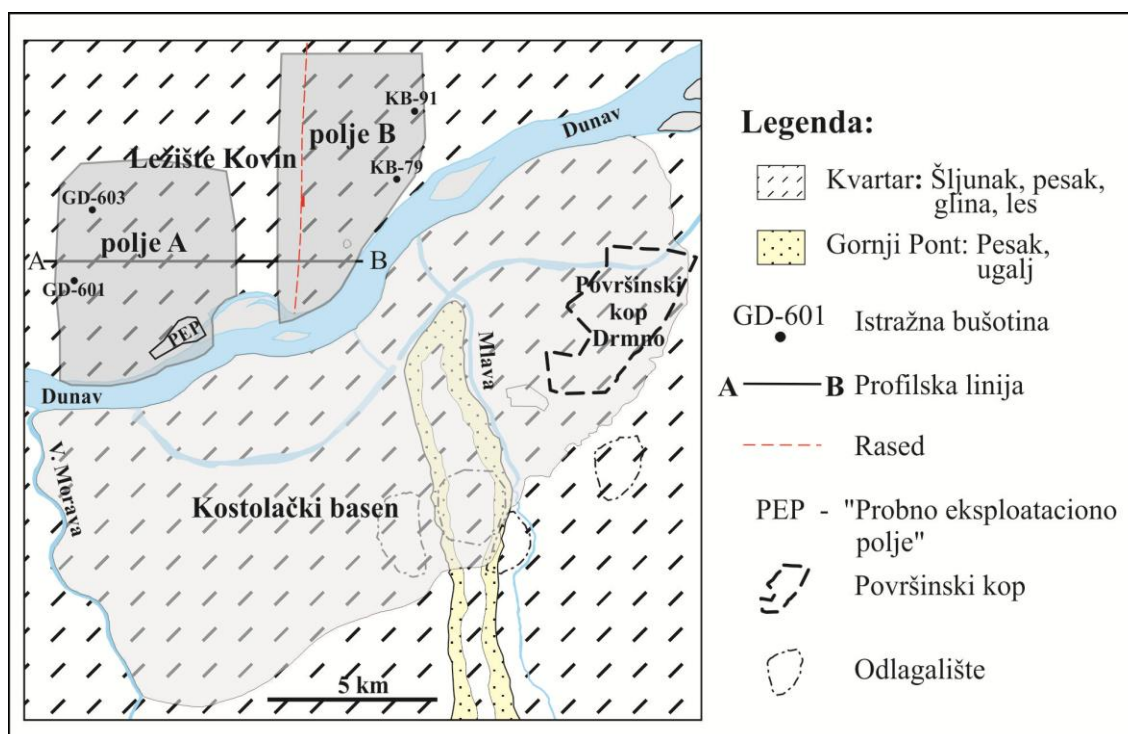 KB-91
Dunav
polje B
Ležište Kovin
KB-79
GD-603
polje A
A
B
GD-601
PEP
Površinski
kop
Drmno
Mlava
Dunav
V. Morava
Kostolački basen
5 km
Legenda:
Kvartar: Šljunak, pesak,
glina, les
Gornji Pont: Pesak,
ugalj
GD-601 Istražna bušotina
A B Profilska linija
Rased
PEP - "Probno eksploataciono
polje"
Površinski kop
Odlagalište